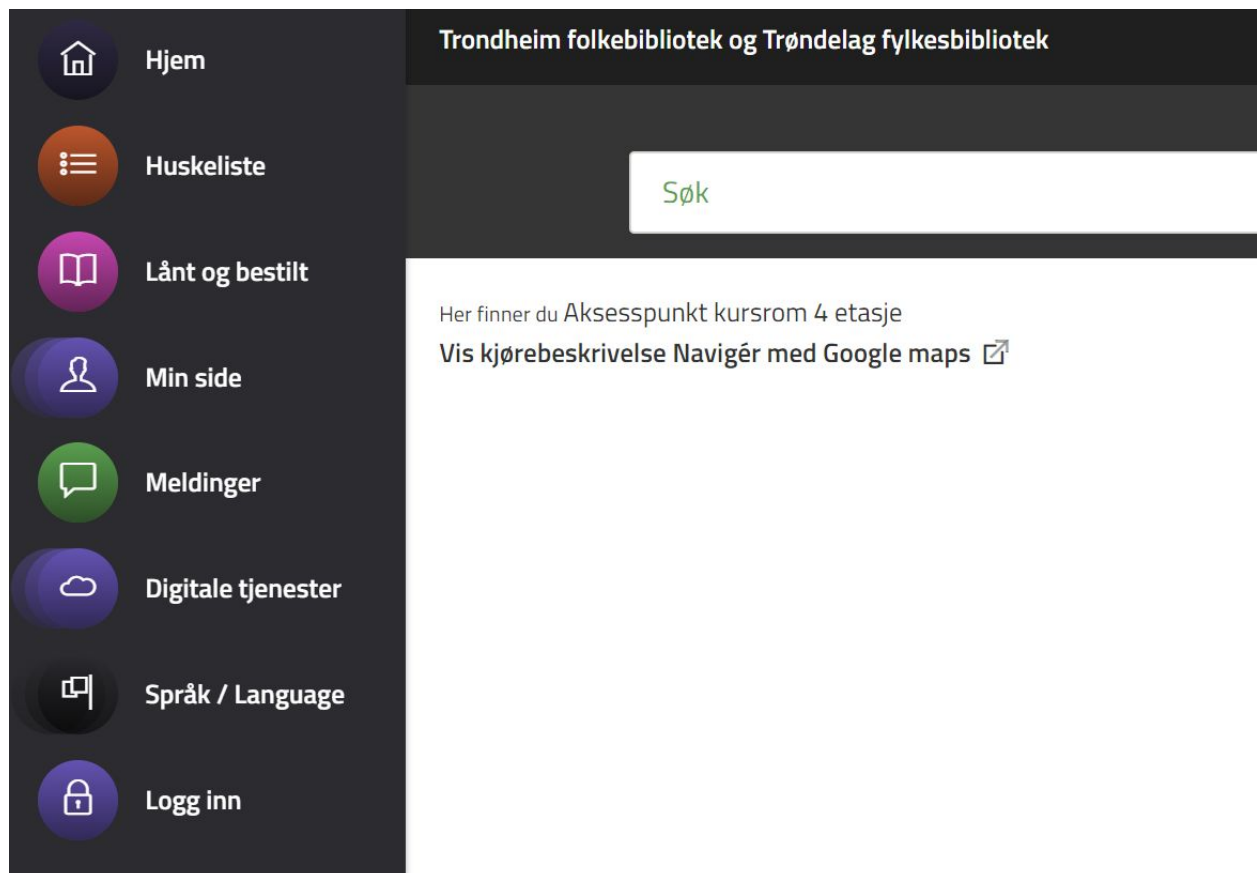 Hjem
Huskeliste
Lånt og bestilt
Min side
Meldinger
Digitale tjenester
Språk / Language
Logg inn
Trondheim folkebibliotek og Trøndelag fylkesbibliotek
Søk
Her finner du Aksesspunkt kursrom 4 etasje
Vis kjørebeskrivelse Navigér med Google maps